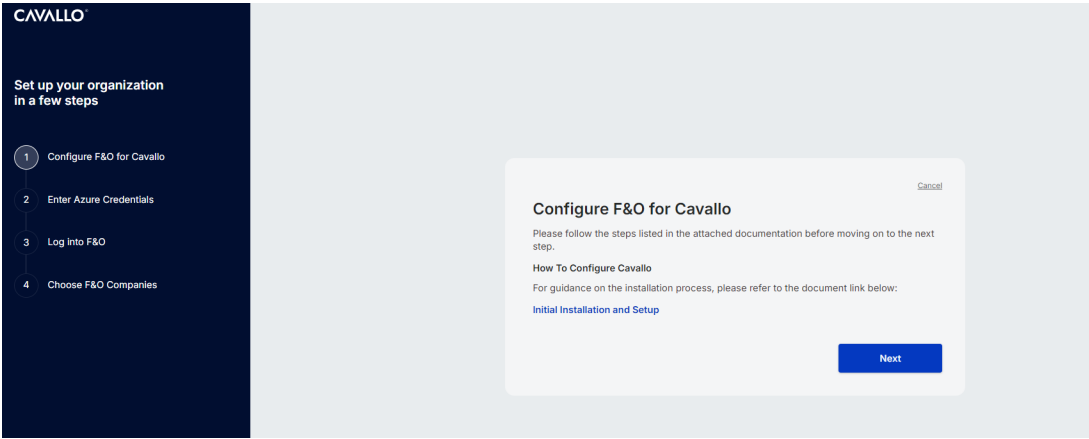 CAVALLO®
Set up your organization
in a few steps
1 Configure F&O for Cavallo
2 Enter Azure Credentials
3 Log into F&O
4 Choose F&O Companies
Cancel
Configure F&O for Cavallo
Please follow the steps listed in the attached documentation before moving on to the next
step.
How To Configure Cavallo
For guidance on the installation process, please refer to the document link below:
Initial Installation and Setup
Next